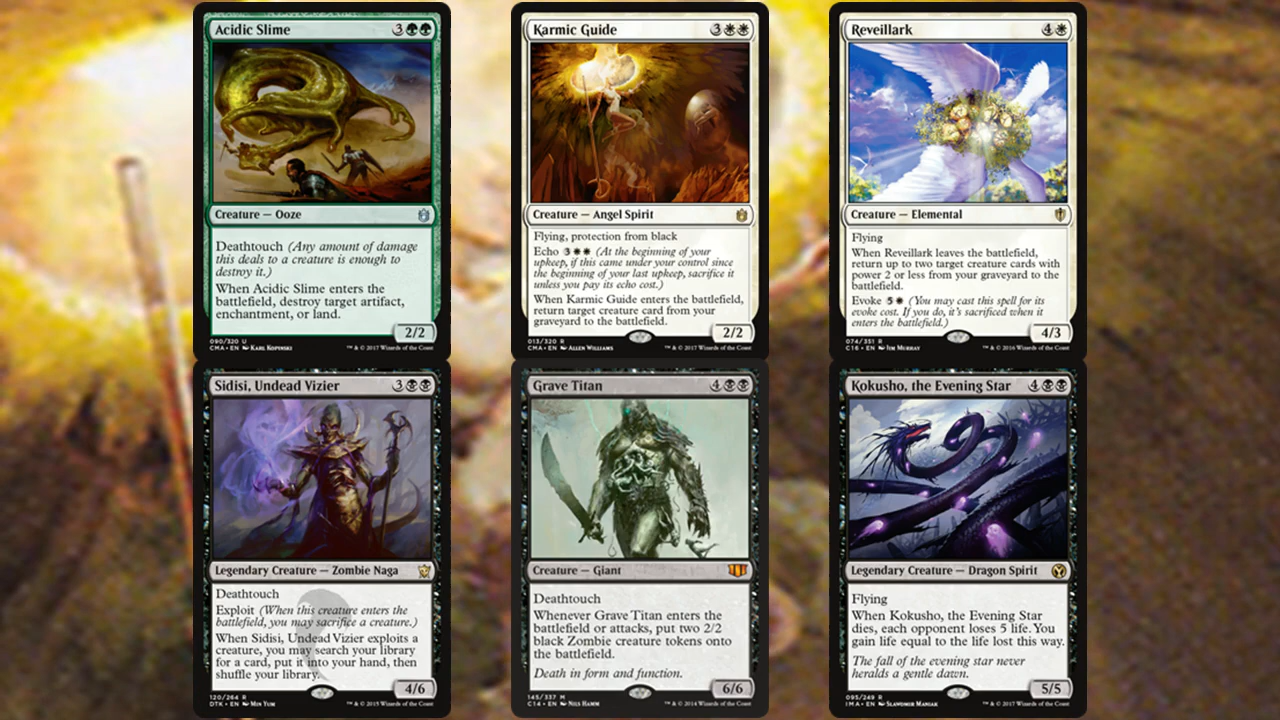 Acidic Slime 3
Creature — Ooze
Deathtouch (Any amount of damage
this deals to a creature is enough to
destroy it.)
When Acidic Slime enters the
battlefield, destroy target artifact,
enchantment, or land.
2/2
090/320 U
CMA • EN Karl Kopinski ™ & © 2017 Wizards of the Coast
Karmic Guide 3
Creature — Angel Spirit
Flying, protection from black
Echo 3 (At the beginning of your
upkeep, if this came under your control since
the beginning of your last upkeep, sacrifice it
unless you pay its echo cost.)
When Karmic Guide enters the battlefield,
return target creature card from your
graveyard to the battlefield.
2/2
013/320 R
CMA • EN Allen Williams ™ & © 2017 Wizards of the Coast
Reveillark 4
Creature — Elemental
Flying
When Reveillark leaves the battlefield,
return up to two target creature cards with
power 2 or less from your graveyard to the
battlefield.
Evoke 5 (You may cast this spell for its
evoke cost. If you do, it's sacrificed when it
enters the battlefield.)
4/3
074/351 R
C16 • EN Jim Murray ™ & © 2016 Wizards of the Coast
Sidisi, Undead Vizier 3
Legendary Creature — Zombie Naga
Deathtouch
Exploit (When this creature enters the
battlefield, you may sacrifice a creature.)
When Sidisi, Undead Vizier exploits a
creature, you may search your library
for a card, put it into your hand, then
shuffle your library.
4/6
120/264 R
DTK • EN Min Yum ™ & © 2015 Wizards of the Coast
Grave Titan 4
Creature — Giant
Deathtouch
Whenever Grave Titan enters the
battlefield or attacks, put two 2/2
black Zombie creature tokens onto
the battlefield.
Death in form and function.
6/6
145/337 M
C14 • EN Nils Hamm ™ & © 2014 Wizards of the Coast
Kokusho, the Evening Star 4
Legendary Creature — Dragon Spirit
Flying
When Kokusho, the Evening Star
dies, each opponent loses 5 life. You
gain life equal to the life lost this way.
The fall of the evening star never
heralds a gentle dawn.
5/5
095/249 R
IMA • EN Slawomir Maniak ™ & © 2017 Wizards of the Coast